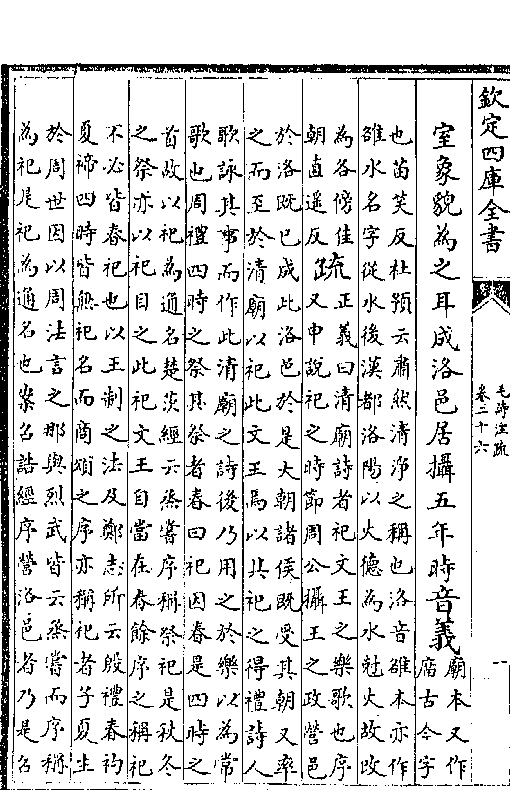 欽定四庫全書
毛詩注疏
卷二十六
一
室象貌為之耳成洛邑居攝五年時音義
廟本又作
庿古今字
也苗笑反杜預云肅然清净之稱也洛音雒本亦作
雒水名字從水後漢都洛陽以火德為水尅火故改
為各傍佳
朝直遥反
疏
正義曰清廟詩者祀文王之樂歌也序
又申說祀之時節周公攝王之政營邑
於洛既已成此洛邑於是大朝諸侯既受其朝又率
之而至於清廟以祀此文王焉以其祀之得禮詩人
歌詠其事而作此清廟之詩後乃用之於樂以為常
歌也周禮四時之祭其祭者春曰祀因春是四時之
首故以祀為通名楚茨經云烝嘗序稱祭祀是秋冬
之祭亦以祀目之此祀文王自當在春餘序之稱祀
不必皆春祀也以王制之法及鄭志所云殷禮春礿
夏禘四時皆無祀名而商頌之序亦稱祀者子夏生
於周世因以周法言之那與烈武皆云烝嘗而序稱
為祀是祀為通名也案召誥經序營洛邑者乃是召